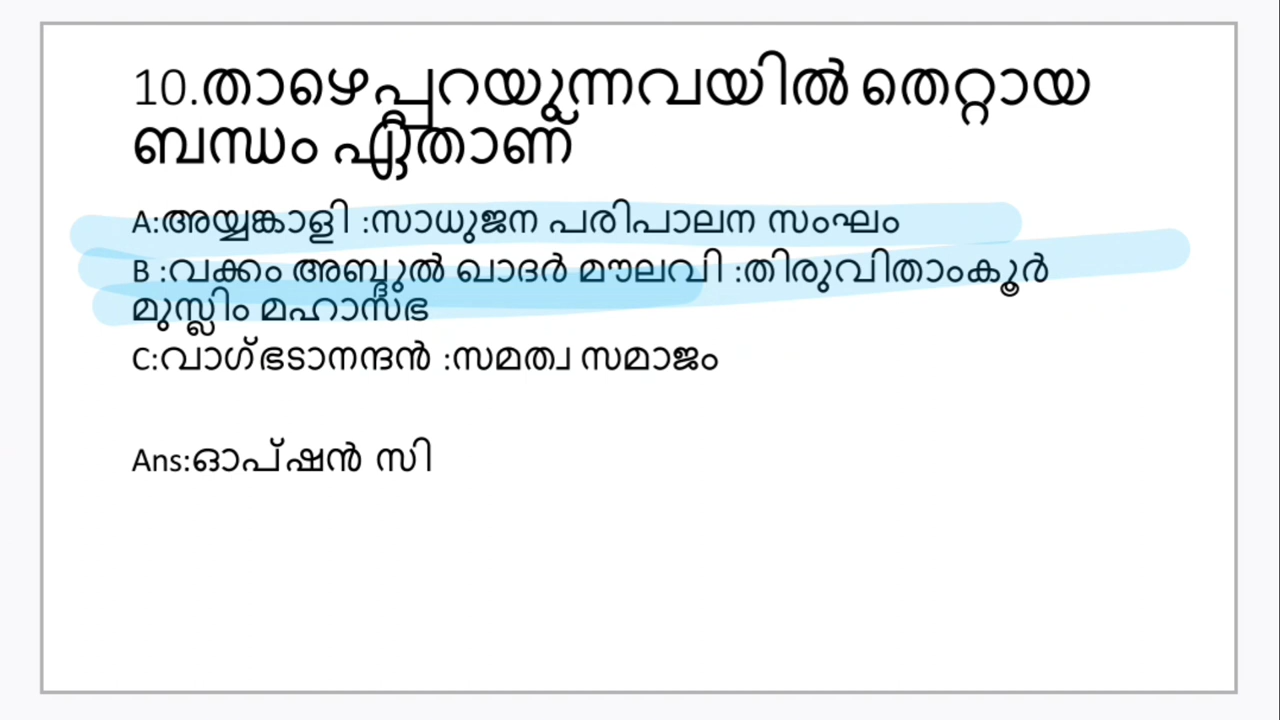 10.താഴെപ്പറയുന്നവയിൽ തെറ്റായ
ബന്ധം ഏതാണ്
A:അയ്യങ്കാളി :സാധുജന പരിപാലന സംഘം
B :വക്കം അബ്ദുൽ ഖാദർ മൗലവി :തിരുവിതാംകൂർ
മുസ്ലിം മഹാസഭ
C:വാഗ്ഭടാനന്ദൻ :സമത്വ സമാജം
Ans:ഓപ്ഷൻ സി